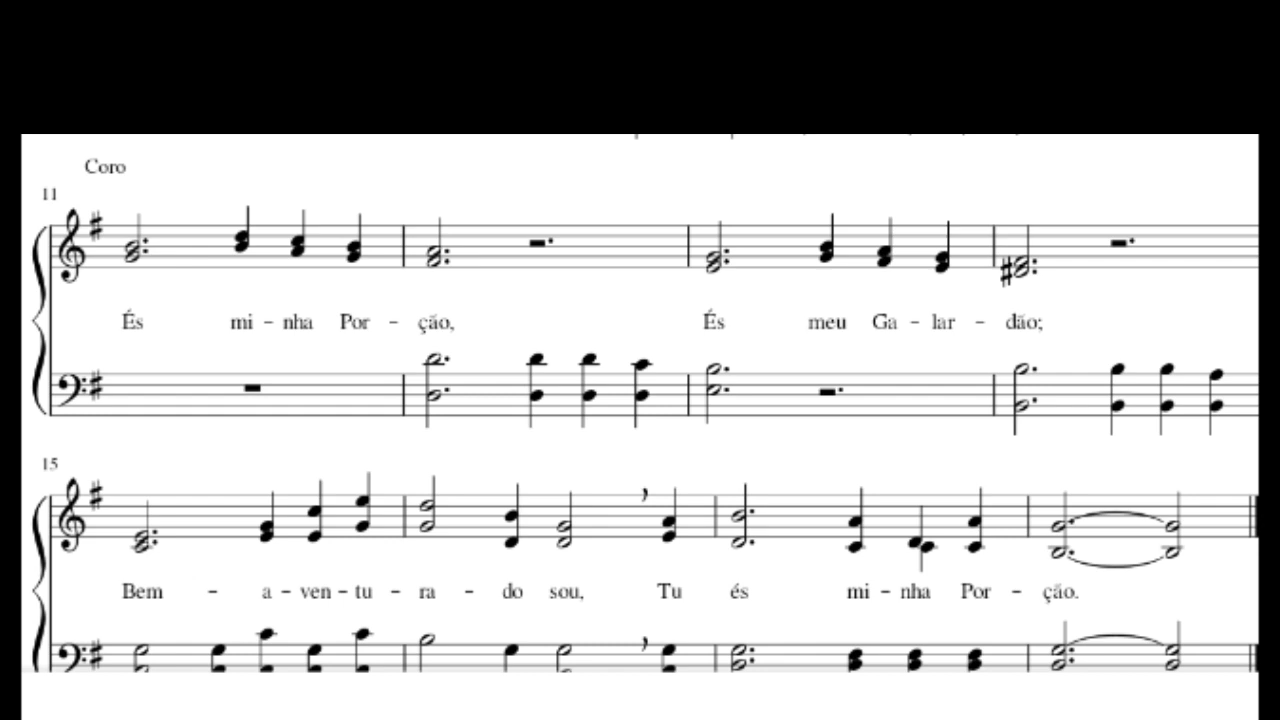 Coro
11
És mi - nha Por - ção,
És meu Ga - lar - dão;
15
Bem - a - ven - tu - ra - do sou, Tu és mi - nha Por - ção.